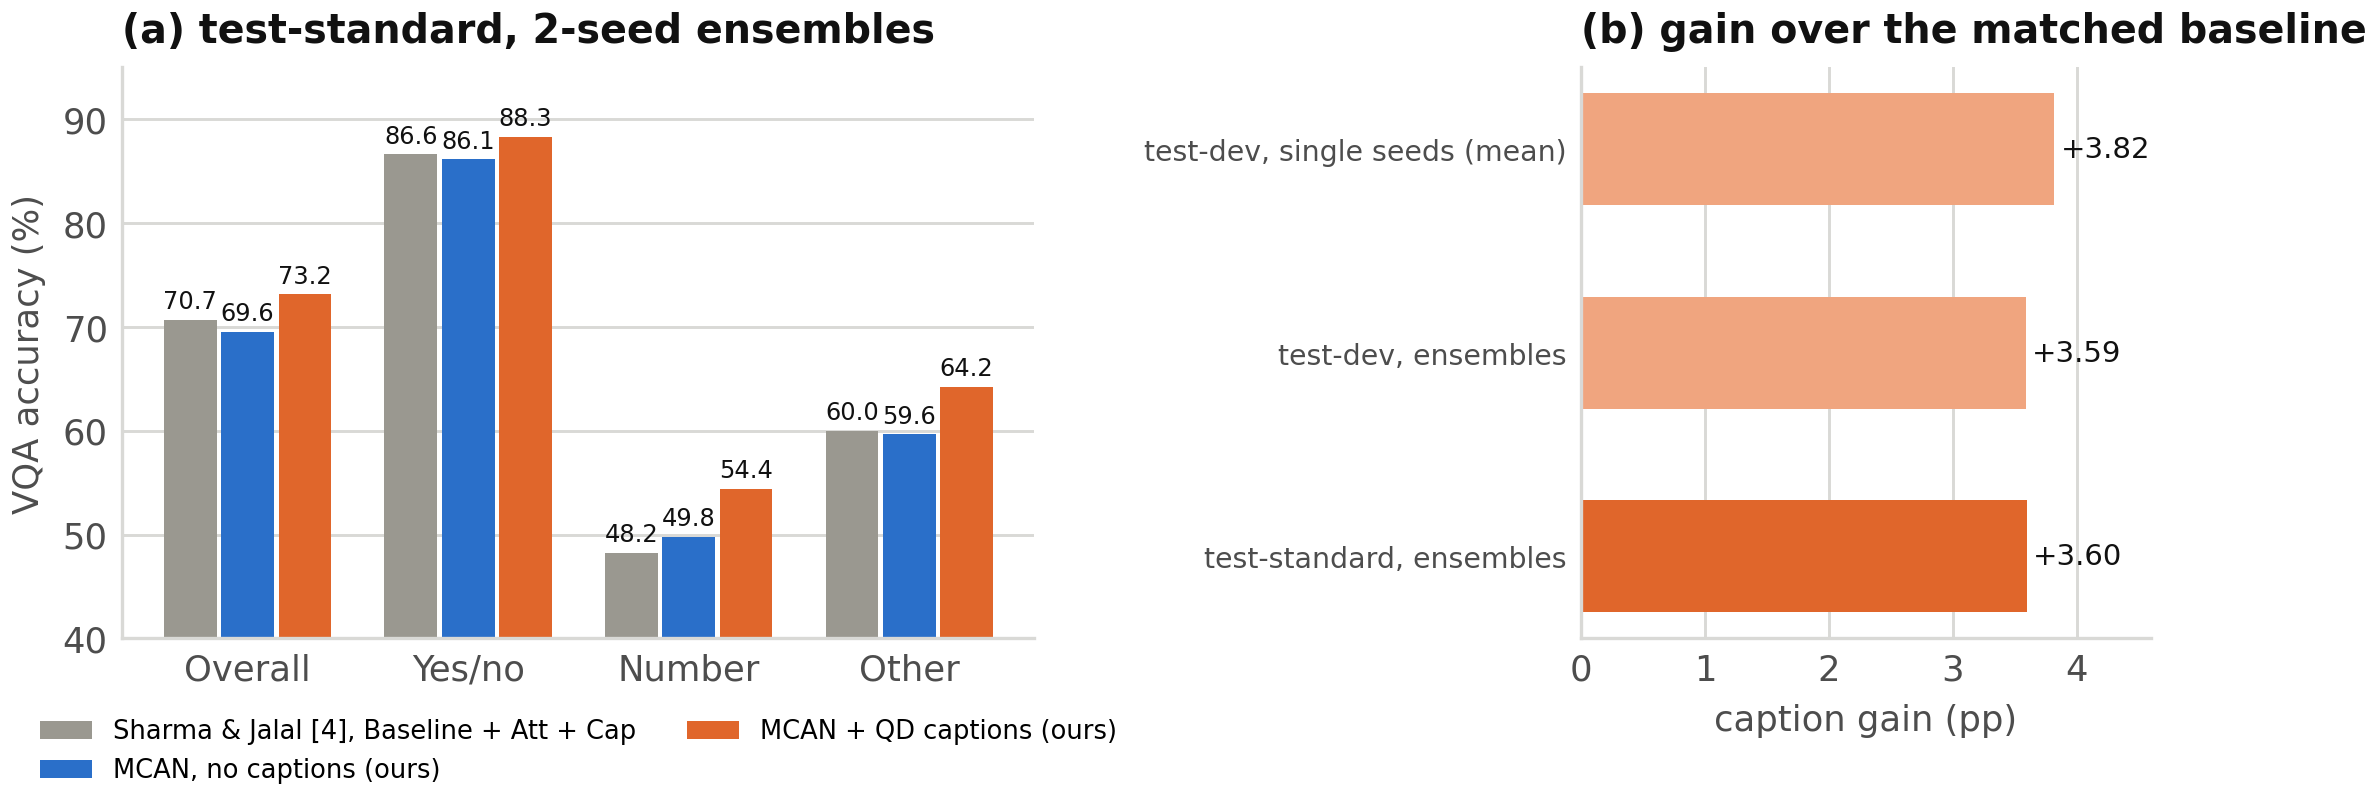 (a) test-standard, 2-seed ensembles
VQA accuracy (%)
90
80
70
60
50
40
70.7 69.6 73.2
86.6 86.1 88.3
48.2 49.8 54.4
60.0 59.6 64.2
Overall Yes/no Number Other
Sharma & Jalal [4], Baseline + Att + Cap
MCAN, no captions (ours)
MCAN + QD captions (ours)
(b) gain over the matched baseline
test-dev, single seeds (mean) +3.82
test-dev, ensembles +3.59
test-standard, ensembles +3.60
0 1 2 3 4
caption gain (pp)